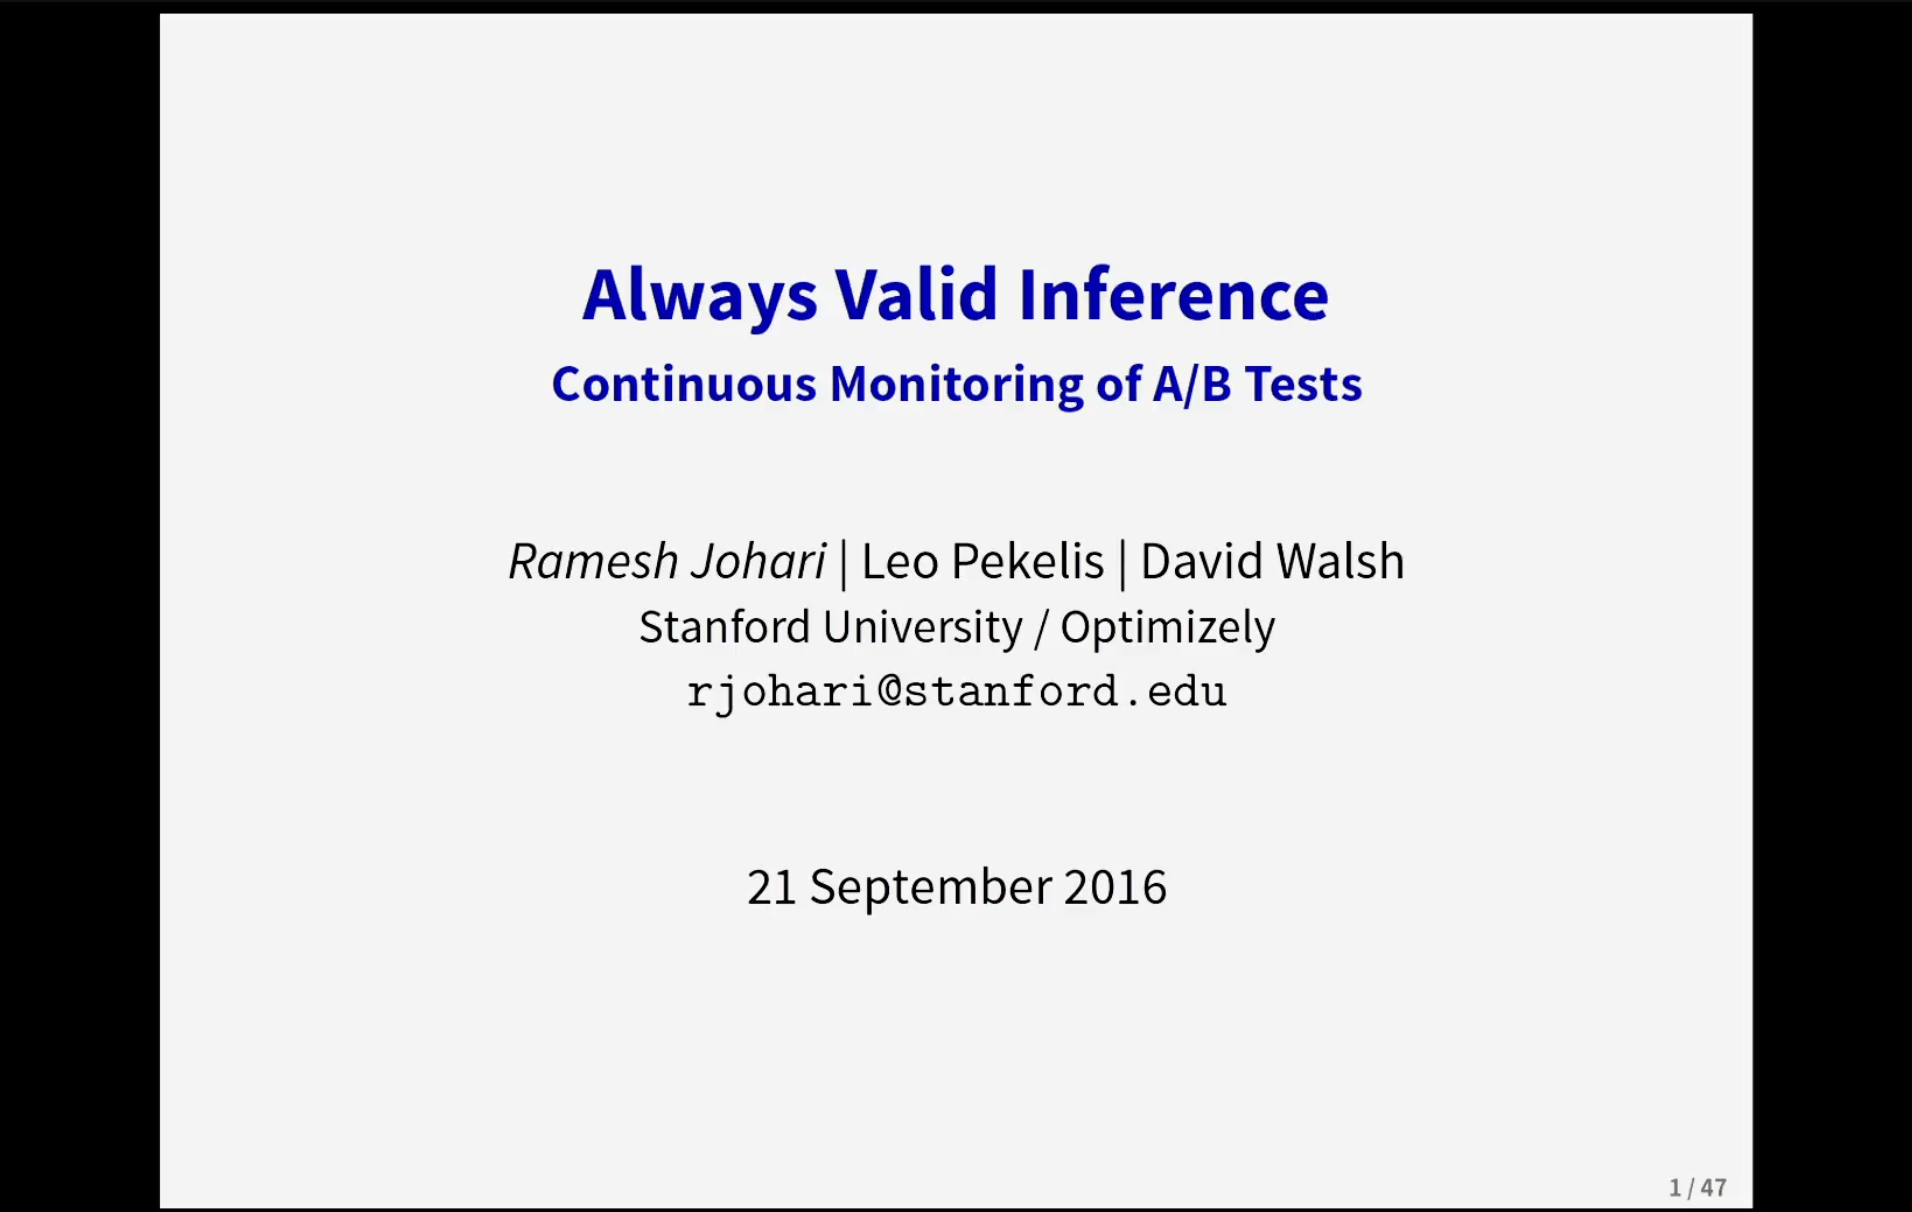 Always Valid Inference
Continuous Monitoring of A/B Tests
Ramesh Johari | Leo Pekelis | David Walsh
Stanford University / Optimizely
rjohari@stanford.edu
21 September 2016
1 / 47